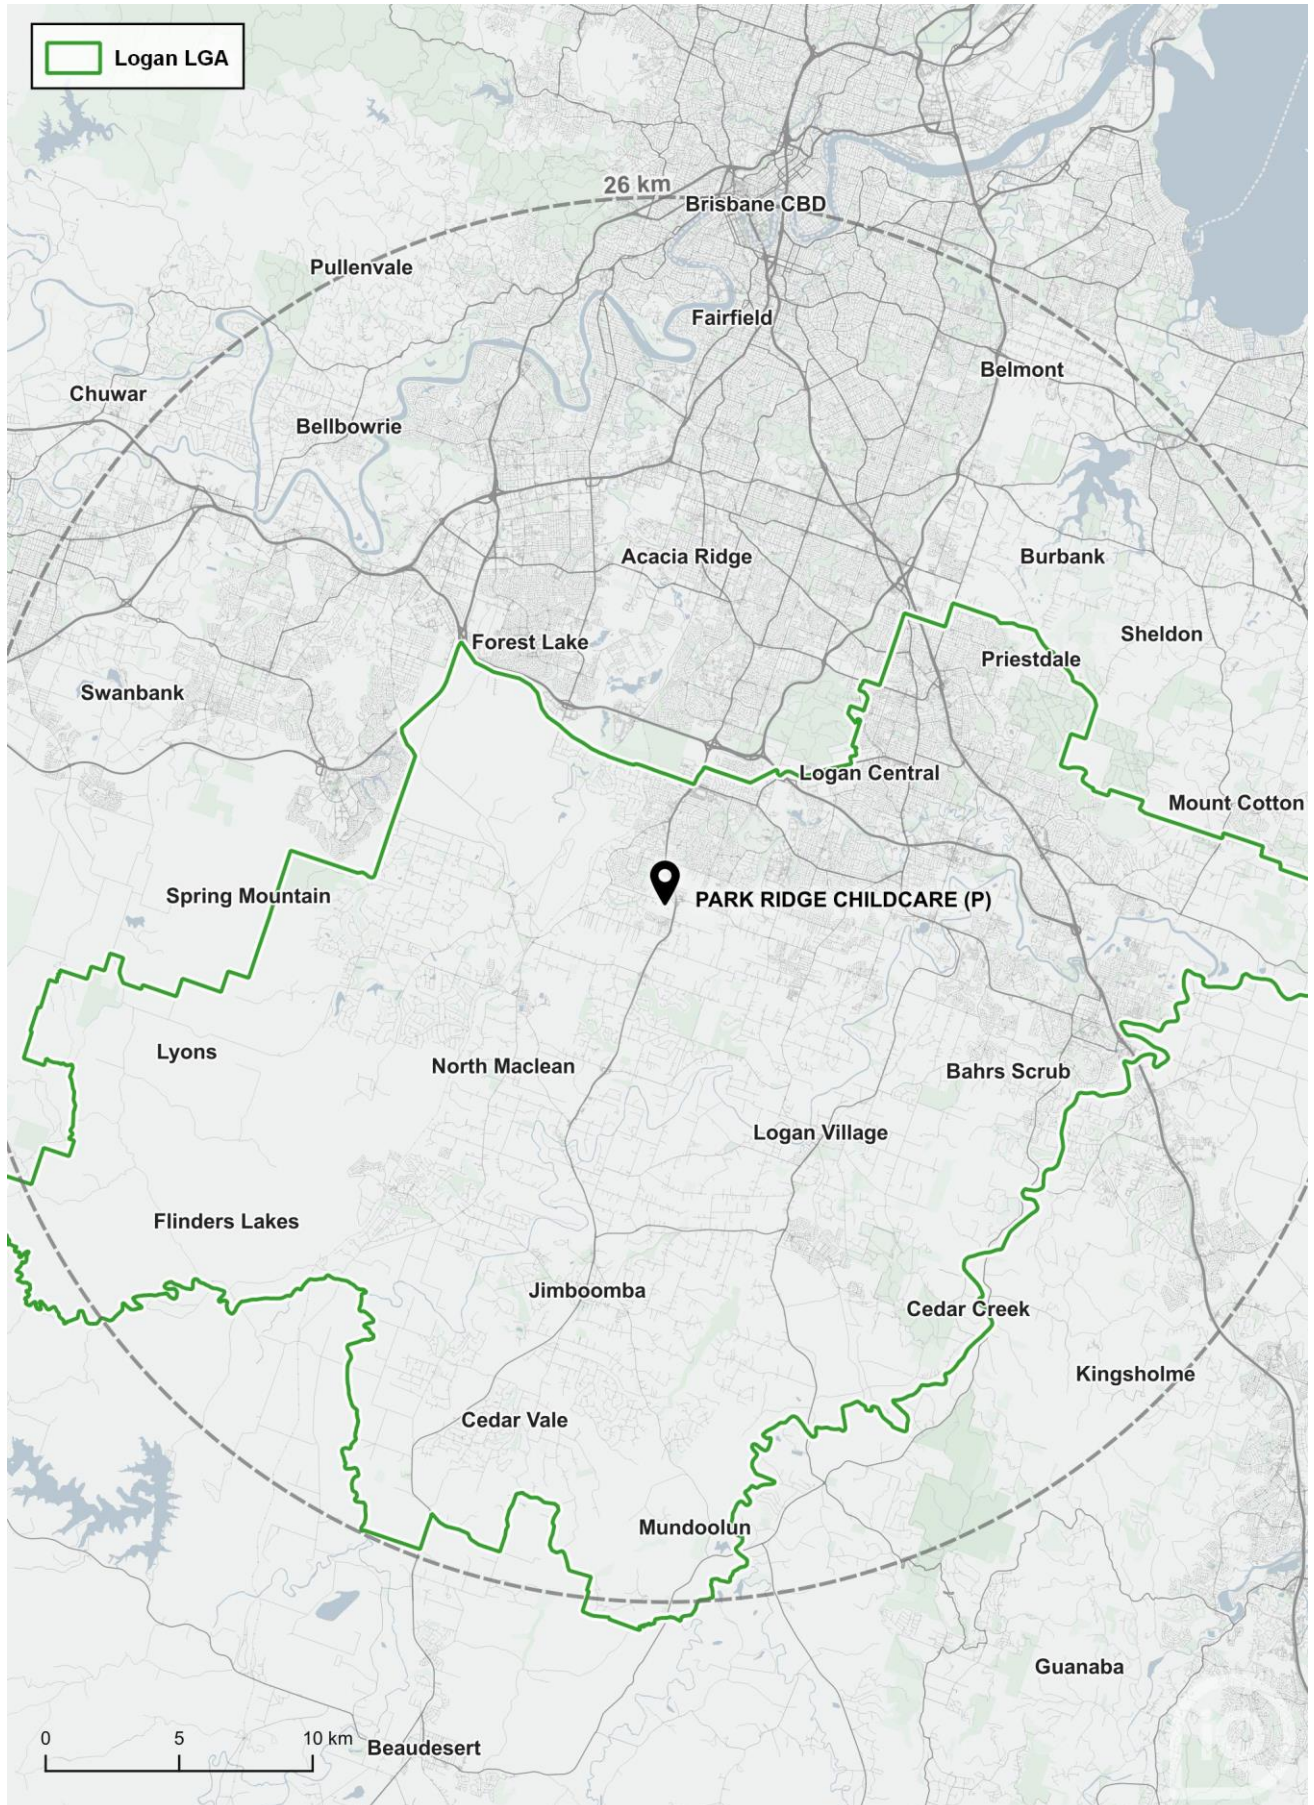 Logan LGA
26 km
Brisbane CBD
Pullenvale
Fairfield
Belmont
Chuwar
Bellbowrie
Acacia Ridge
Burbank
Sheldon
Forest Lake
Priestdale
Swanbank
Logan Central
Mount Cotton
Spring Mountain
PARK RIDGE CHILDCARE (P)
Lyons
North Maclean
Bahrs Scrub
Logan Village
Flinders Lakes
Jimboomba
Cedar Creek
Kingsholme
Cedar Vale
Mundoolun
Guanaba
0 5 10 km
Beaudesert
iQ